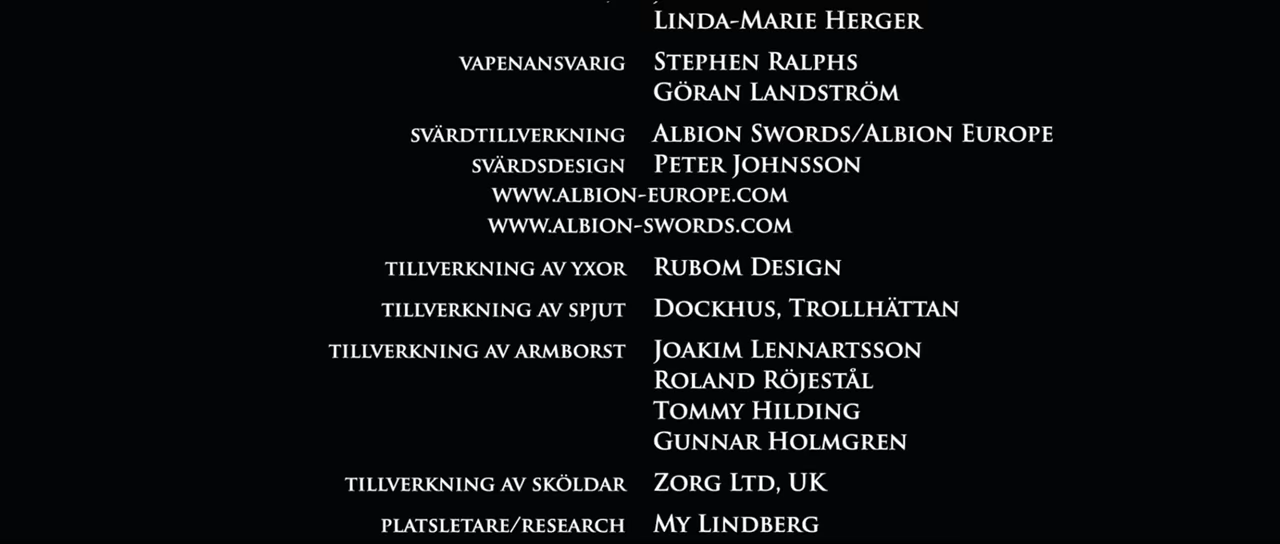 Linda-Marie Herger
vapenansvarig Stephen Ralphs
Göran Landström
svärdtillverkning Albion Swords/Albion Europe
svärdsdesign Peter Johnsson
www.albion-europe.com
www.albion-swords.com
tillverkning av yxor Rubom Design
tillverkning av spjut Dockhus, Trollhättan
tillverkning av armborst Joakim Lennartsson
Roland Röjestål
Tommy Hilding
Gunnar Holmgren
tillverkning av sköldar Zorg Ltd, UK
platsletare/research My Lindberg